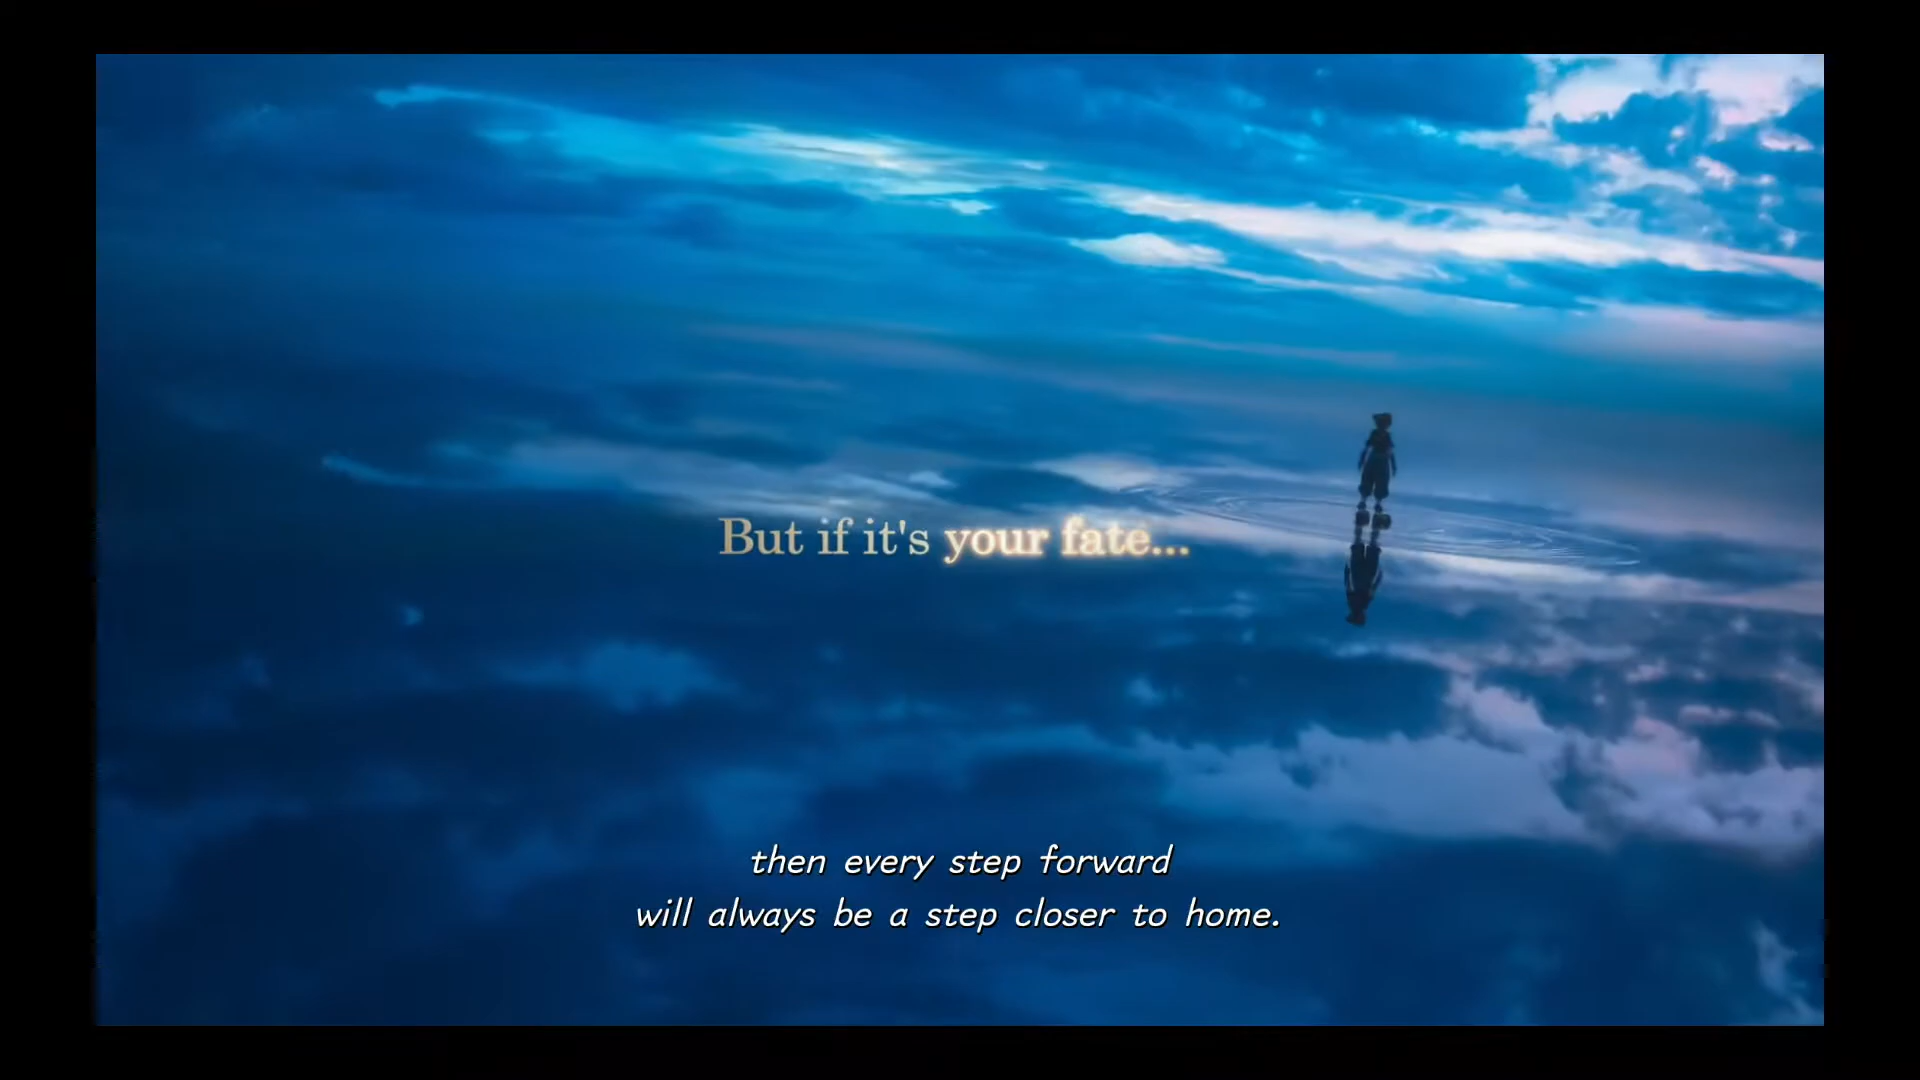 But if it's your fate...
then every step forward
will always be a step closer to home.